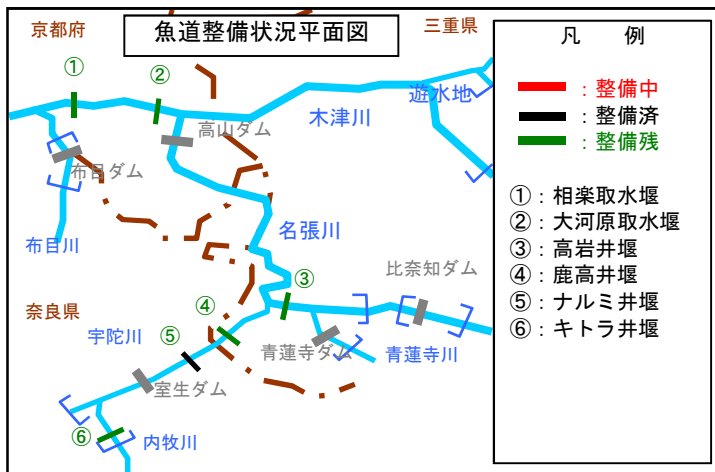 魚道整備状況平面図
京都府
三重県
①
②
遊水地
木津川
高山ダム
布目ダム
布目川
名張川
③
比奈知ダム
奈良県
④
宇陀川
⑤
青蓮寺ダム
青蓮寺川
室生ダム
⑥
内牧川
凡 例
：整備中
：整備済
：整備残
①：相楽取水堰
②：大河原取水堰
③：高岩井堰
④：鹿高井堰
⑤：ナルミ井堰
⑥：キトラ井堰